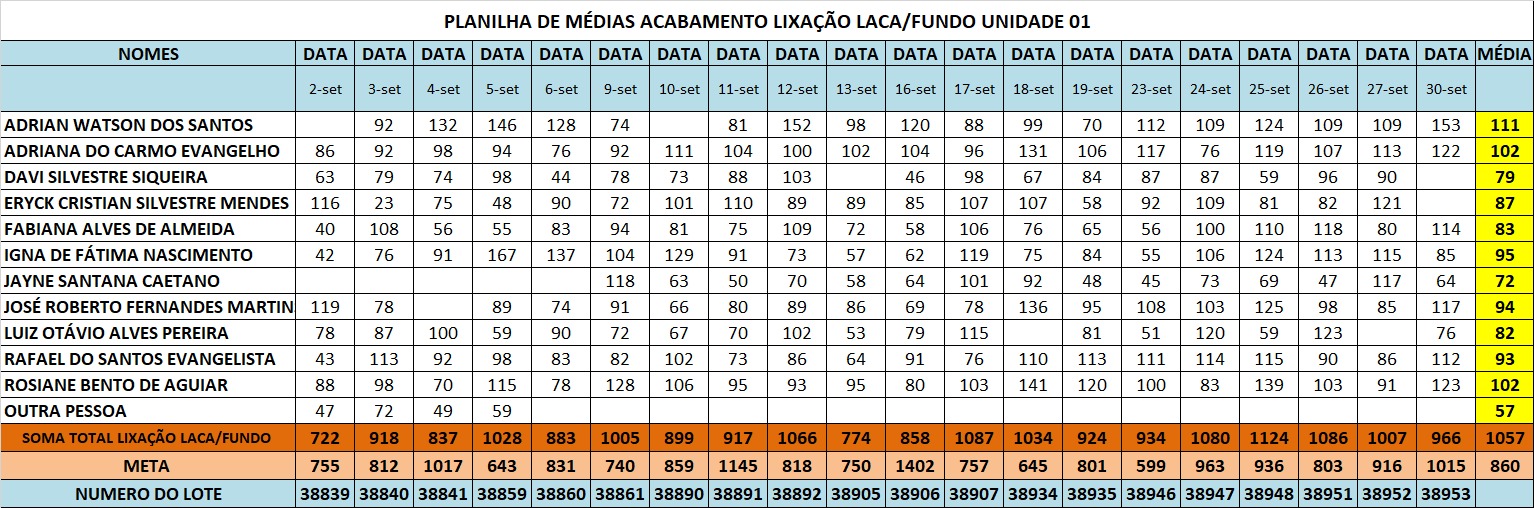 PLANILHA DE MÉDIAS ACABAMENTO LIXAÇÃO LACA/FUNDO UNIDADE 01
NOMES DATA DATA DATA DATA DATA DATA DATA DATA DATA DATA DATA DATA DATA DATA DATA DATA DATA DATA DATA DATA MÉDIA
2-set 3-set 4-set 5-set 6-set 9-set 10-set 11-set 12-set 13-set 16-set 17-set 18-set 19-set 23-set 24-set 25-set 26-set 27-set 30-set
ADRIAN WATSON DOS SANTOS 92 132 146 128 74 81 152 98 120 88 99 70 112 109 124 109 109 153 111
ADRIANA DO CARMO EVANGELHO 86 92 98 94 76 92 111 104 100 102 104 96 131 106 117 76 119 107 113 122 102
DAVI SILVESTRE SIQUEIRA 63 79 74 98 44 78 73 88 103 46 98 67 84 87 87 59 96 90 79
ERYCK CRISTIAN SILVESTRE MENDES 116 23 75 48 90 72 101 110 89 89 85 107 107 58 92 109 81 82 121 87
FABIANA ALVES DE ALMEIDA 40 108 56 55 83 94 81 75 109 72 58 106 76 65 56 100 110 118 80 114 83
IGNA DE FÁTIMA NASCIMENTO 42 76 91 167 137 104 129 91 73 57 62 119 75 84 55 106 124 113 115 85 95
JAYNE SANTANA CAETANO 118 63 50 70 58 64 101 92 48 45 73 69 47 117 64 72
JOSÉ ROBERTO FERNANDES MARTIN 119 78 89 74 91 66 80 89 86 69 78 136 95 108 103 125 98 85 117 94
LUIZ OTÁVIO ALVES PEREIRA 78 87 100 59 90 72 67 70 102 53 79 115 81 51 120 59 123 76 82
RAFAEL DO SANTOS EVANGELISTA 43 113 92 98 83 82 102 73 86 64 91 76 110 113 111 114 115 90 86 112 93
ROSIANE BENTO DE AGUIAR 88 98 70 115 78 128 106 95 93 95 80 103 141 120 100 83 139 103 91 123 102
OUTRA PESSOA 47 72 49 59 57
SOMA TOTAL LIXAÇÃO LACA/FUNDO 722 918 837 1028 883 1005 899 917 1066 774 858 1087 1034 924 934 1080 1124 1086 1007 966 1057
META 755 812 1017 643 831 740 859 1145 818 750 1402 757 645 801 599 963 936 803 916 1015 860
NUMERO DO LOTE 38839 38840 38841 38859 38860 38861 38890 38891 38892 38905 38906 38907 38934 38935 38946 38947 38948 38951 38952 38953